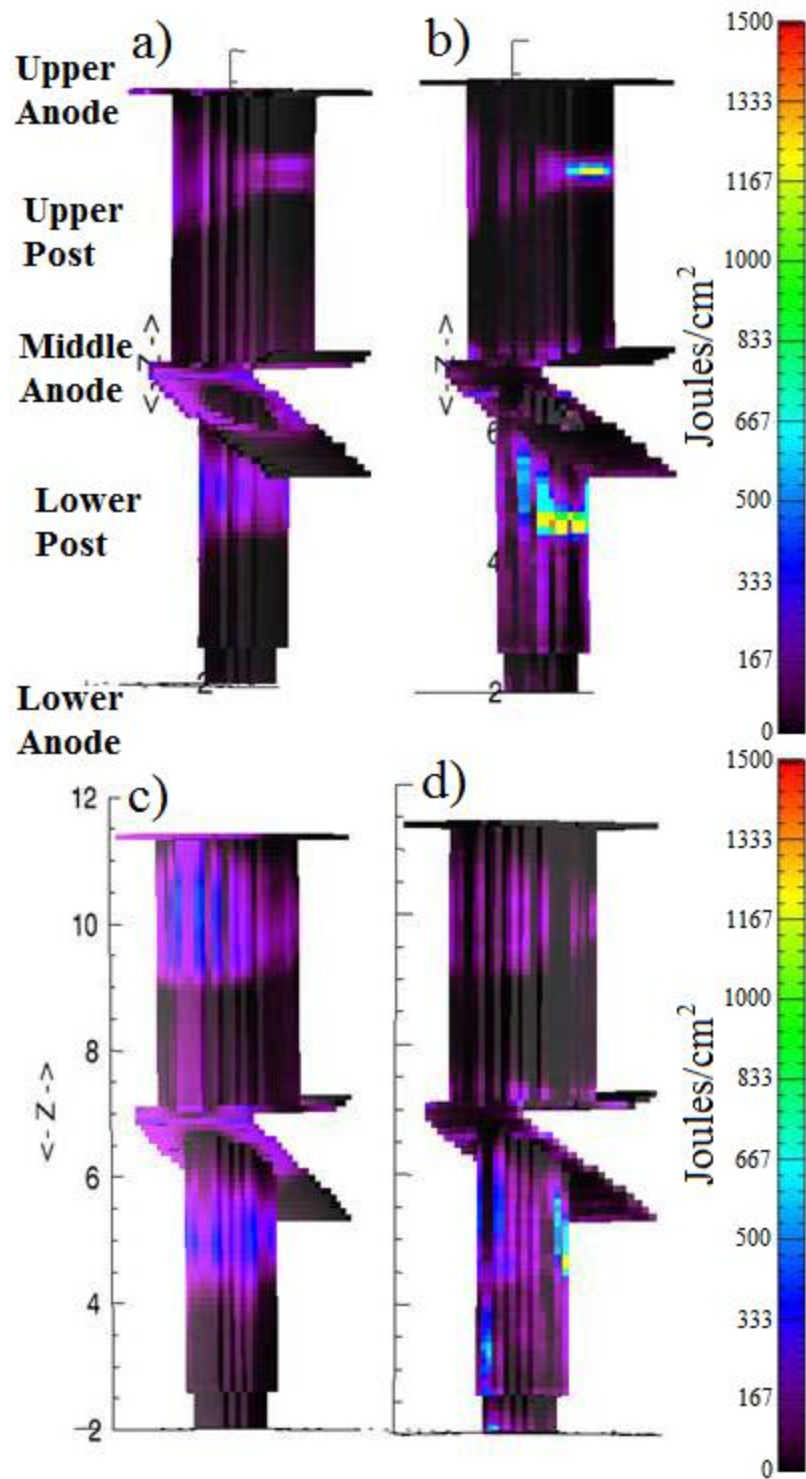 a)
b)
Upper
Anode
Upper
Post
Middle
Anode
Lower
Post
Lower
Anode
<- Z ->
<- Z ->
6
4
2
2
1500
1333
1167
1000
833
667
500
333
167
0
Joules/cm²
c)
d)
12
10
8
6
4
2
<- Z ->
1500
1333
1167
1000
833
667
500
333
167
0
Joules/cm²